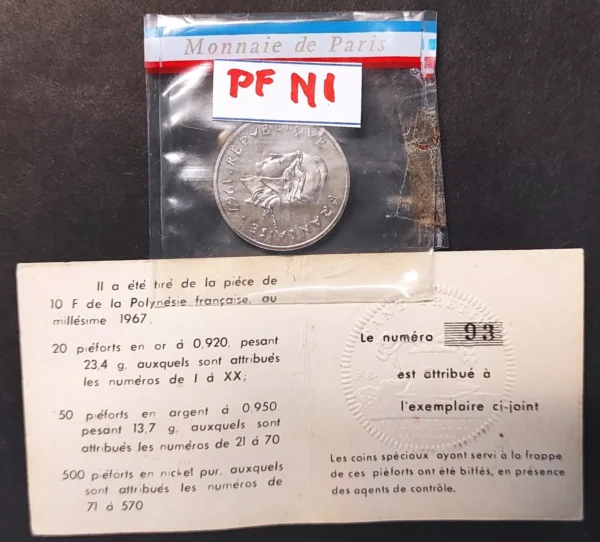 Monnaie de Paris
PF N1
1967 · RÉPUBLIQUE FRANÇAISE ·
Il a été tiré de la pièce de
10 F de la Polynésie française, au
millésime 1967,
20 piéforts en or à 0,920, pesant
23,4 g, auxquels sont attribués
les numéros de I à XX;
50 piéforts en argent à 0,950
pesant 13,7 g, auxquels sont
attribués les numéros de 21 à 70
500 piéforts en nickel pur, auxquels
sont attribués les numéros de
71 à 570
Le numéro 93
est attribué à
l'exemplaire ci-joint
Les coins spéciaux ayant servi à la frappe
de ces piéforts ont été biffés, en présence
des agents de contrôle.